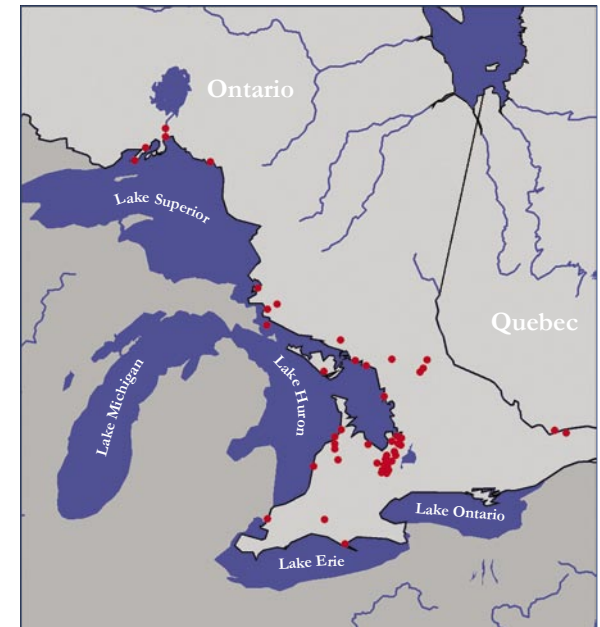 Ontario
Lake Superior
Quebec
Lake Michigan
Lake Huron
Lake Ontario
Lake Erie